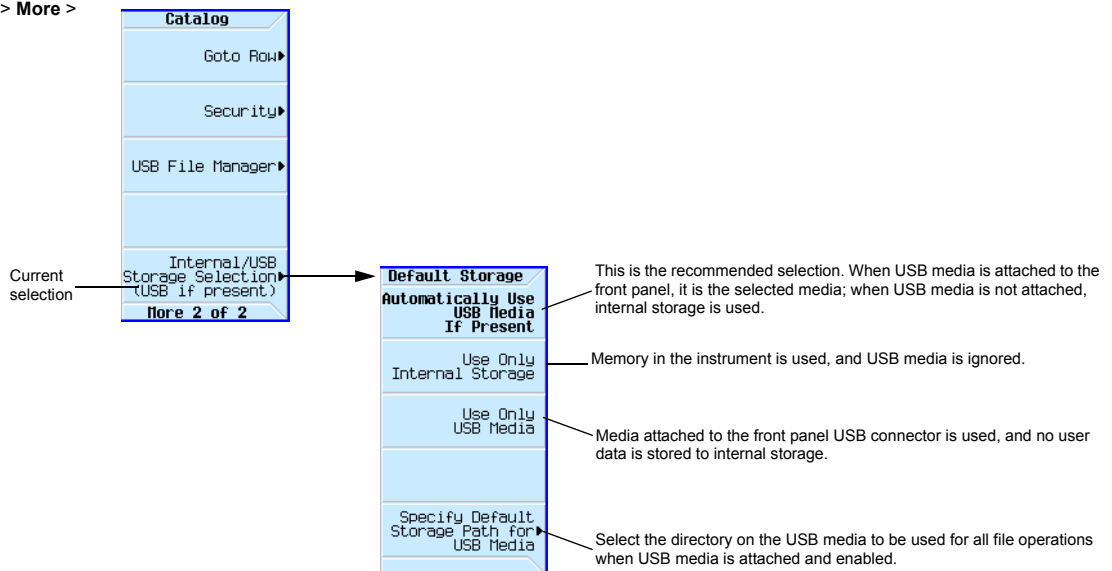 > More >
Catalog
Goto Row
Security
USB File Manager
Internal/USB
Storage Selection
(USB if present)
More 2 of 2
Current
selection
Default Storage
Automatically Use
USB Media
If Present
Use Only
Internal Storage
Use Only
USB Media
Specify Default
Storage Path for
USB Media
This is the recommended selection. When USB media is attached to the
front panel, it is the selected media; when USB media is not attached,
internal storage is used.
Memory in the instrument is used, and USB media is ignored.
Media attached to the front panel USB connector is used, and no user
data is stored to internal storage.
Select the directory on the USB media to be used for all file operations
when USB media is attached and enabled.